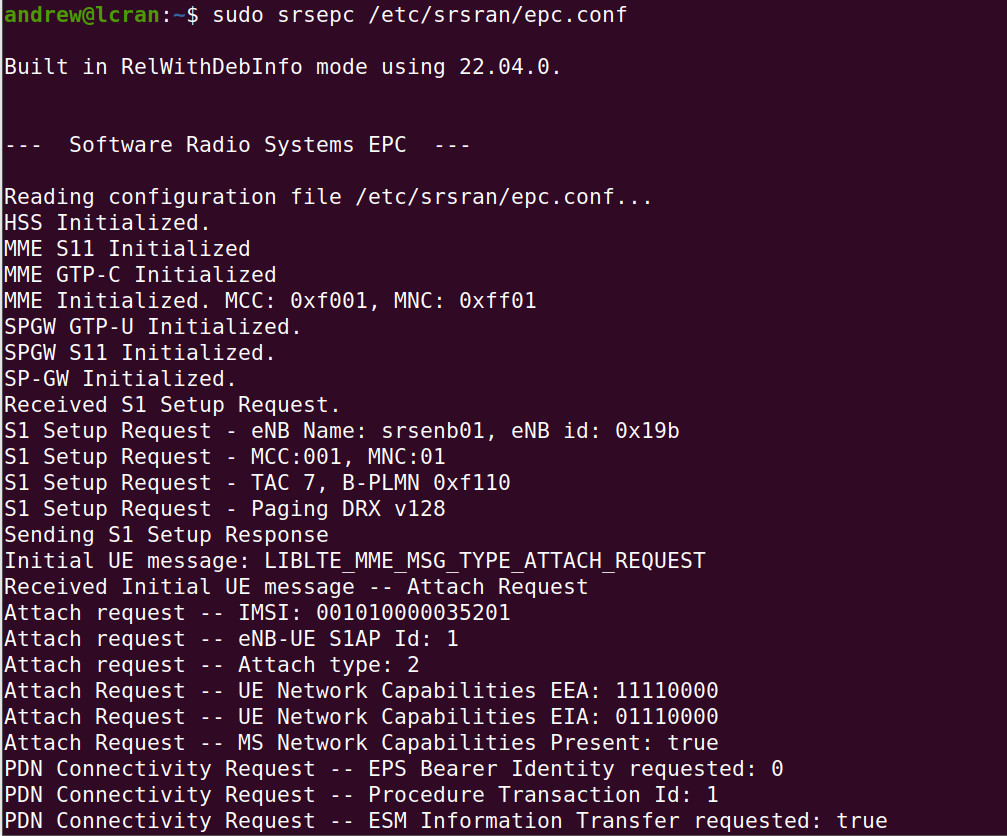 andrew@lcran:~$ sudo srsepc /etc/srsran/epc.conf
Built in RelWithDebInfo mode using 22.04.0.
---  Software Radio Systems EPC  ---
Reading configuration file /etc/srsran/epc.conf...
HSS Initialized.
MME S11 Initialized
MME GTP-C Initialized
MME Initialized. MCC: 0xf001, MNC: 0xff01
SPGW GTP-U Initialized.
SPGW S11 Initialized.
SP-GW Initialized.
Received S1 Setup Request.
S1 Setup Request - eNB Name: srsenb01, eNB id: 0x19b
S1 Setup Request - MCC:001, MNC:01
S1 Setup Request - TAC 7, B-PLMN 0xf110
S1 Setup Request - Paging DRX v128
Sending S1 Setup Response
Initial UE message: LIBLTE_MME_MSG_TYPE_ATTACH_REQUEST
Received Initial UE message -- Attach Request
Attach request -- IMSI: 001010000035201
Attach request -- eNB-UE S1AP Id: 1
Attach request -- Attach type: 2
Attach Request -- UE Network Capabilities EEA: 11110000
Attach Request -- UE Network Capabilities EIA: 01110000
Attach Request -- MS Network Capabilities Present: true
PDN Connectivity Request -- EPS Bearer Identity requested: 0
PDN Connectivity Request -- Procedure Transaction Id: 1
PDN Connectivity Request -- ESM Information Transfer requested: true